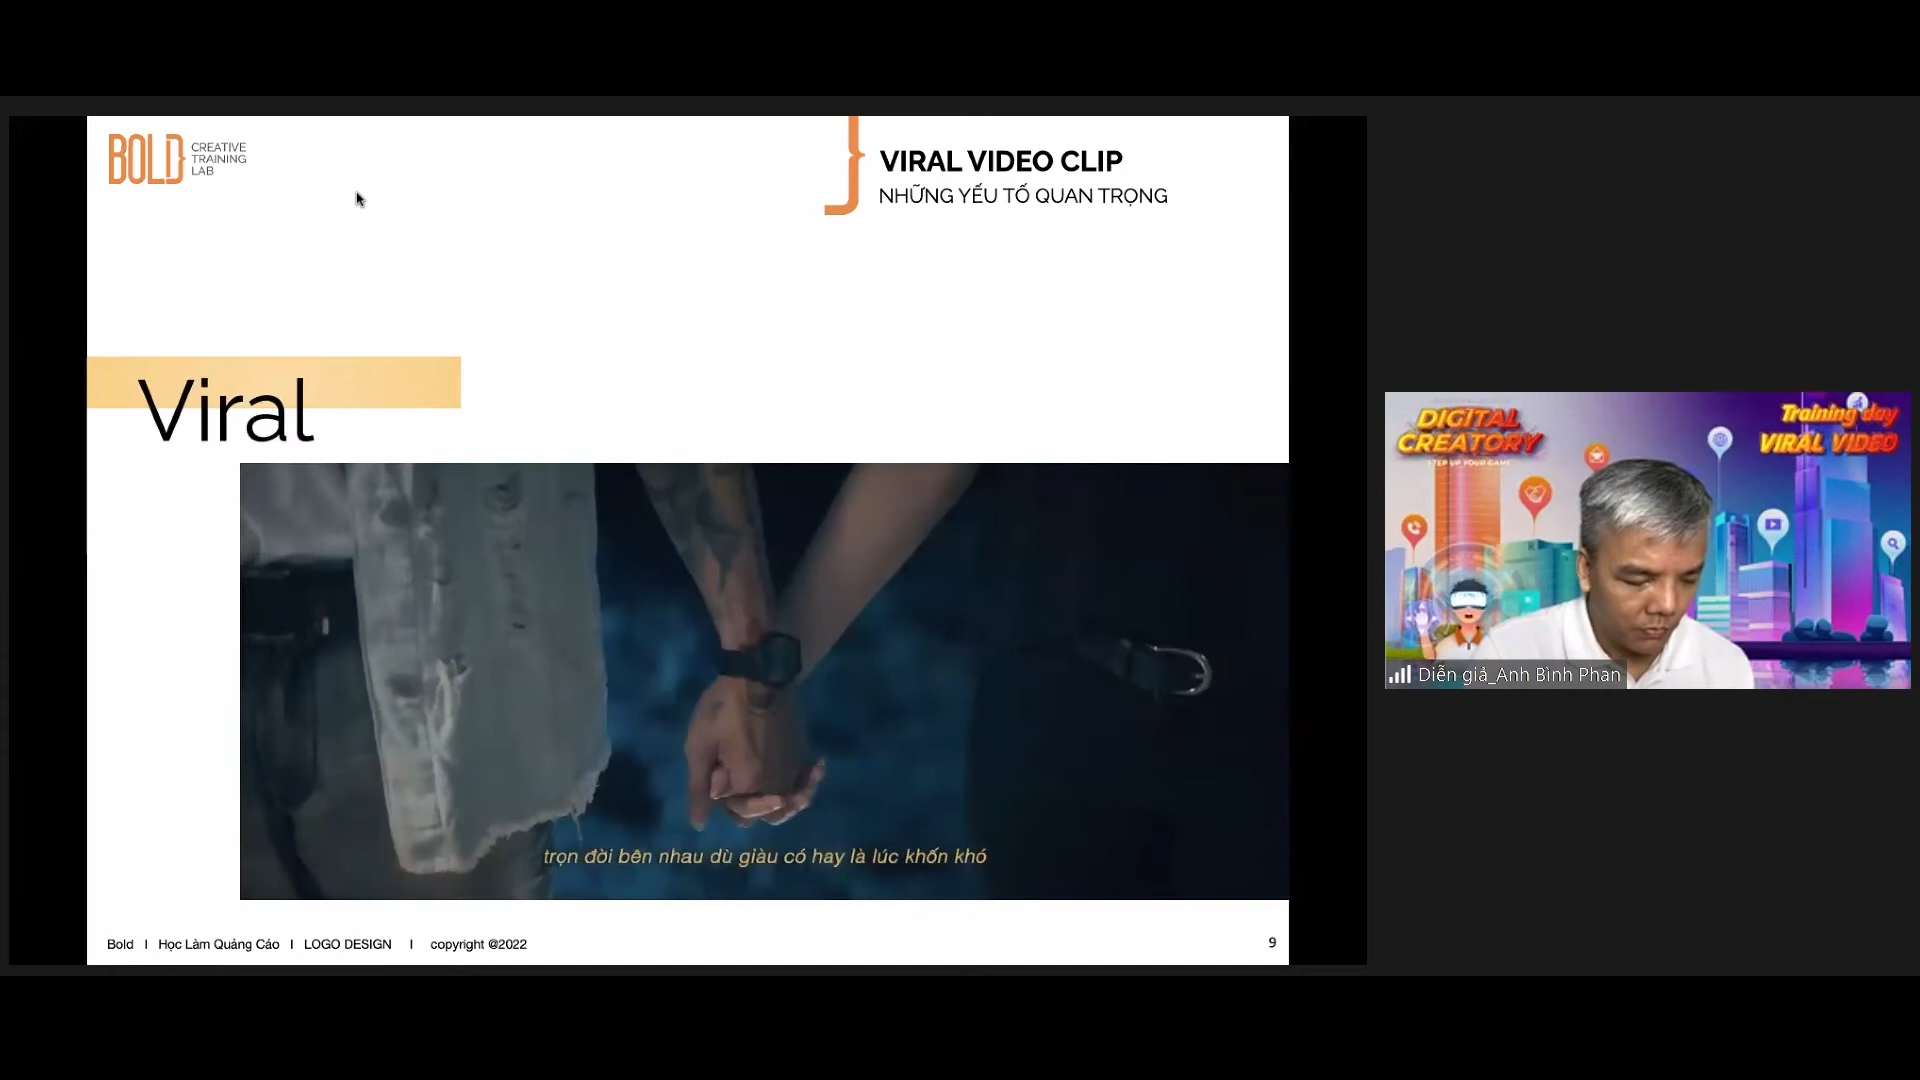 BOLD
CREATIVE
TRAINING
LAB
VIRAL VIDEO CLIP
NHỮNG YẾU TỐ QUAN TRỌNG
Viral
trọn đời bên nhau dù giàu có hay là lúc khốn khó
Bold I Học Làm Quảng Cáo I LOGO DESIGN I copyright @2022
9
DIGITAL
CREATORY
STEP UP YOUR GAME
Training day
VIRAL VIDEO
Diễn giả_Anh Bình Phan